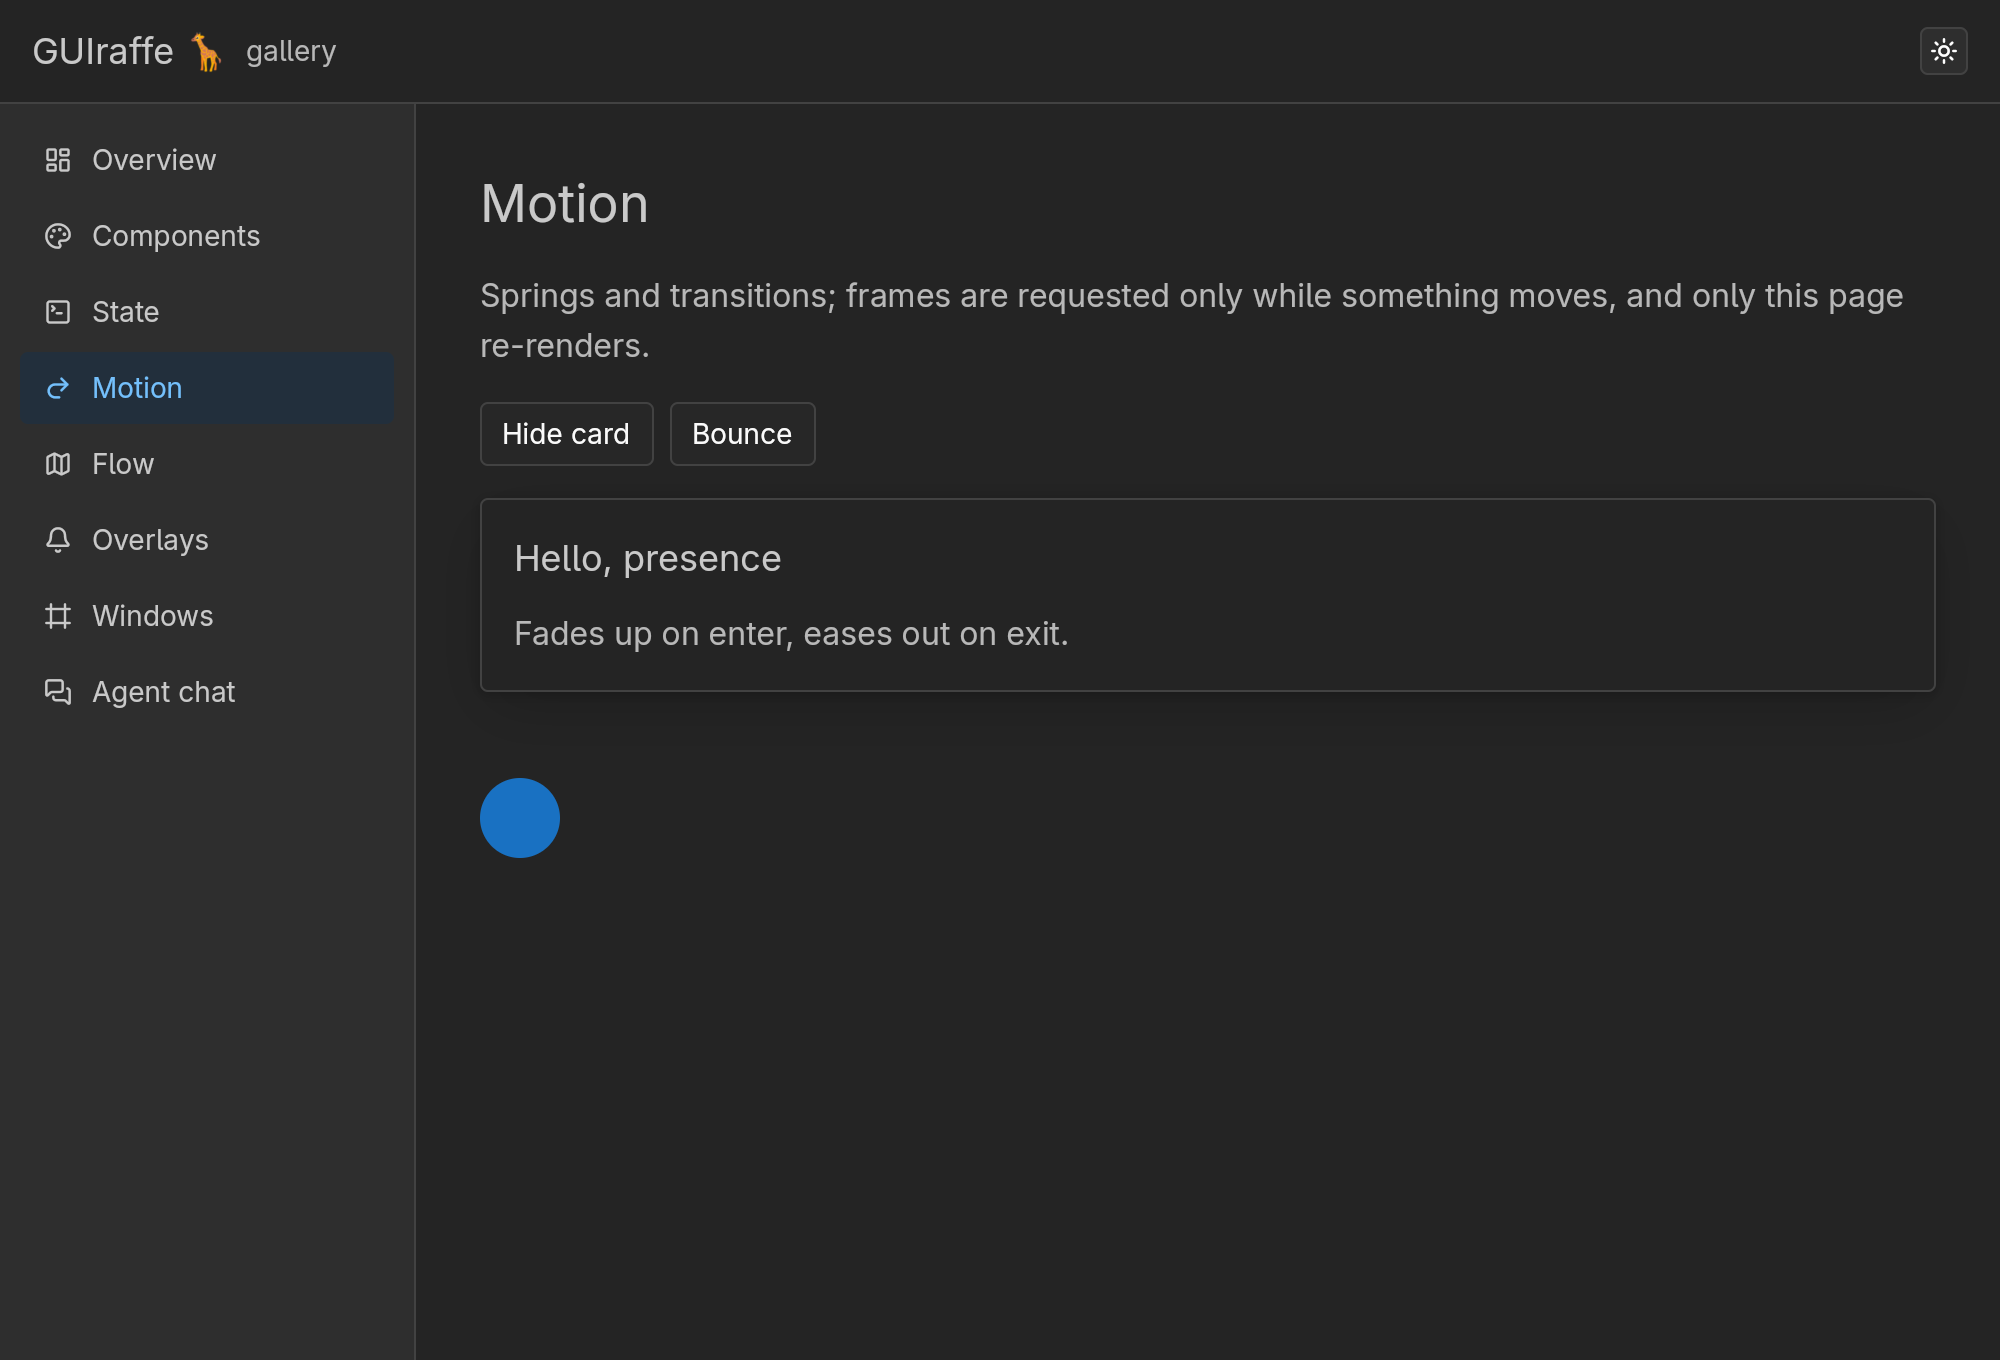 GUIraffe 🦒 gallery
Overview
Components
State
Motion
Flow
Overlays
Windows
Agent chat
Motion
Springs and transitions; frames are requested only while something moves, and only this page
re-renders.
Hide card
Bounce
Hello, presence
Fades up on enter, eases out on exit.